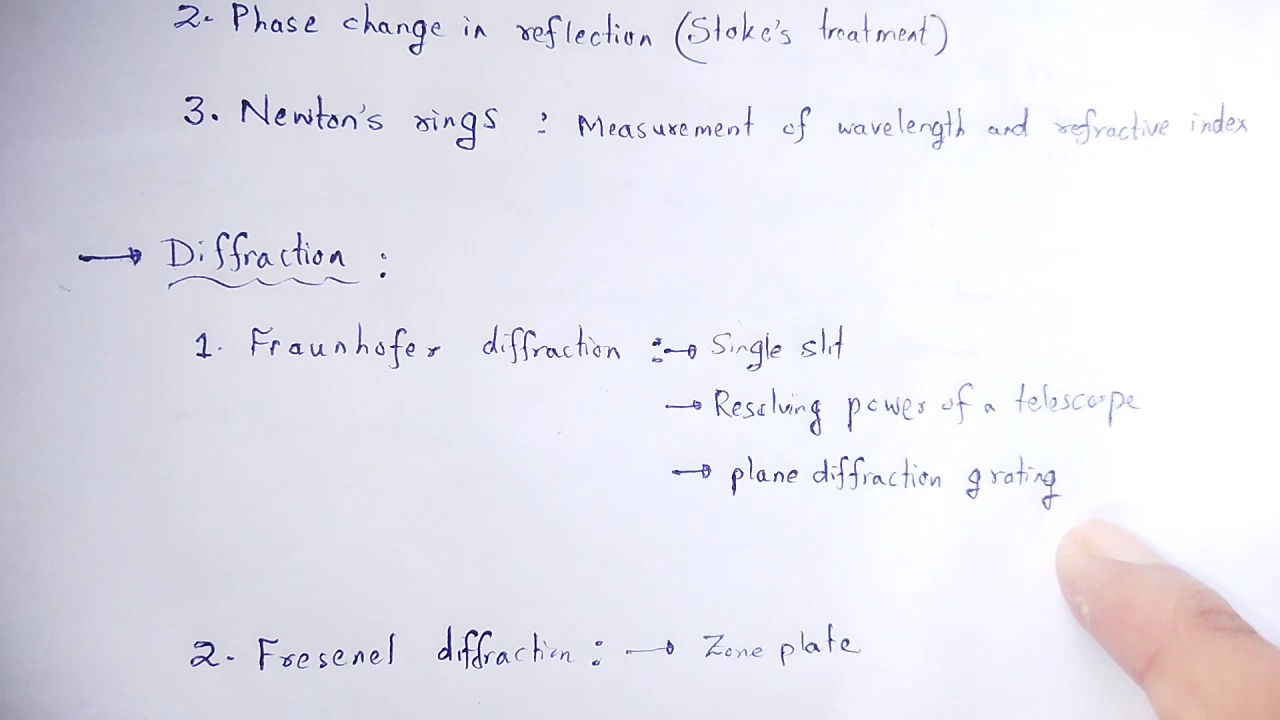 2- Phase change in reflection (Stoke's treatment)
3. Newton's rings : Measurement of wavelength and refractive index
→ Diffraction :
1. Fraunhofer diffraction :→ Single slit
→ Resolving power of a telescope
→ plane diffraction grating
2. Fresenel diffraction : → Zone plate